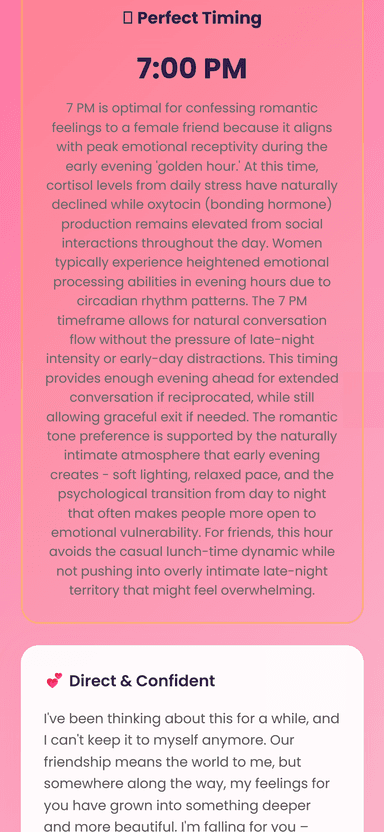 Perfect Timing
7:00 PM
7 PM is optimal for confessing romantic
feelings to a female friend because it aligns
with peak emotional receptivity during the
early evening 'golden hour.' At this time,
cortisol levels from daily stress have naturally
declined while oxytocin (bonding hormone)
production remains elevated from social
interactions throughout the day. Women
typically experience heightened emotional
processing abilities in evening hours due to
circadian rhythm patterns. The 7 PM
timeframe allows for natural conversation
flow without the pressure of late-night
intensity or early-day distractions. This timing
provides enough evening ahead for extended
conversation if reciprocated, while still
allowing graceful exit if needed. The romantic
tone preference is supported by the naturally
intimate atmosphere that early evening
creates - soft lighting, relaxed pace, and the
psychological transition from day to night
that often makes people more open to
emotional vulnerability. For friends, this hour
avoids the casual lunch-time dynamic while
not pushing into overly intimate late-night
territory that might feel overwhelming.
💕 Direct & Confident
I've been thinking about this for a while, and
I can't keep it to myself anymore. Our
friendship means the world to me, but
somewhere along the way, my feelings for
you have grown into something deeper
and more beautiful. I'm falling for you –